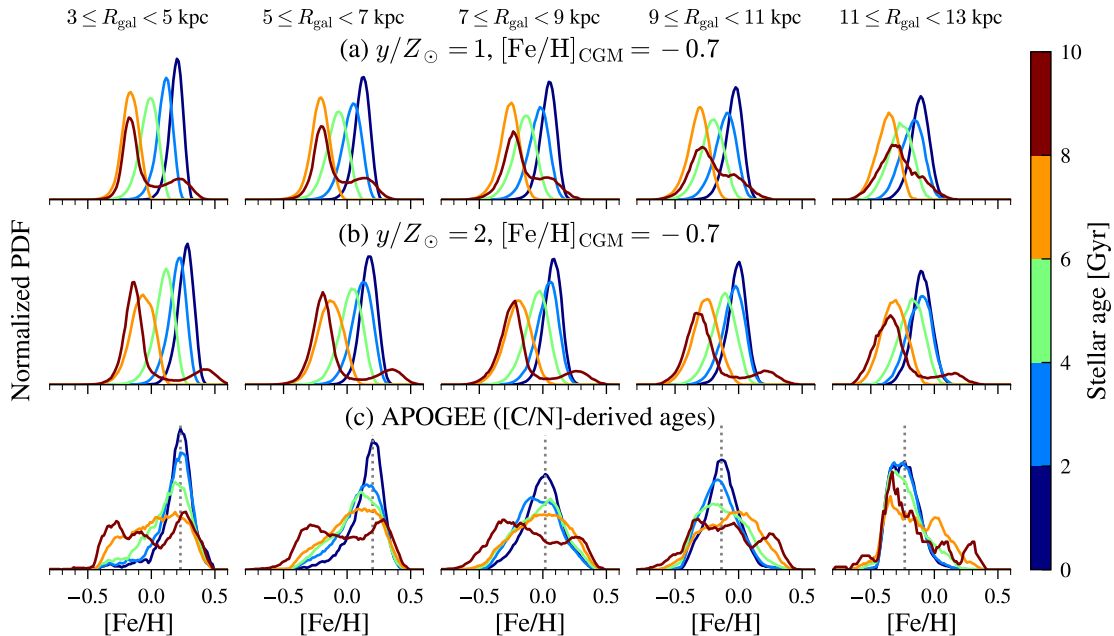 3 ≤ R_gal < 5 kpc 5 ≤ R_gal < 7 kpc 7 ≤ R_gal < 9 kpc 9 ≤ R_gal < 11 kpc 11 ≤ R_gal < 13 kpc
(a) y/Z⊙ = 1, [Fe/H]CGM = − 0.7
(b) y/Z⊙ = 2, [Fe/H]CGM = − 0.7
(c) APOGEE ([C/N]-derived ages)
Normalized PDF
−0.5 0.0 0.5 −0.5 0.0 0.5 −0.5 0.0 0.5 −0.5 0.0 0.5 −0.5 0.0 0.5
[Fe/H] [Fe/H] [Fe/H] [Fe/H] [Fe/H]
10
8
6
4
2
0
Stellar age [Gyr]